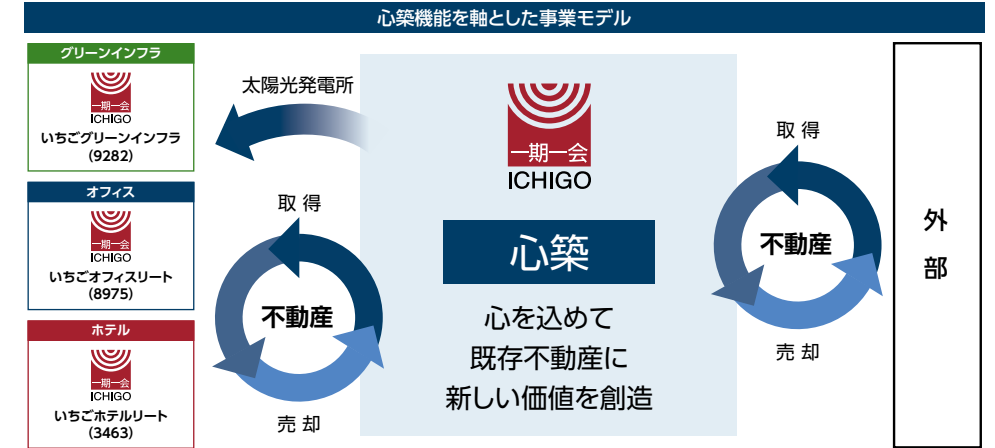 心築機能を軸とした事業モデル
グリーンインフラ
一期一会
ICHIGO
いちごグリーンインフラ
(9282)
オフィス
一期一会
ICHIGO
いちごオフィスリート
(8975)
ホテル
一期一会
ICHIGO
いちごホテルリート
(3463)
太陽光発電所
取得
不動産
売却
一期一会
ICHIGO
心築
心を込めて
既存不動産に
新しい価値を創造
取得
不動産
売却
外
部